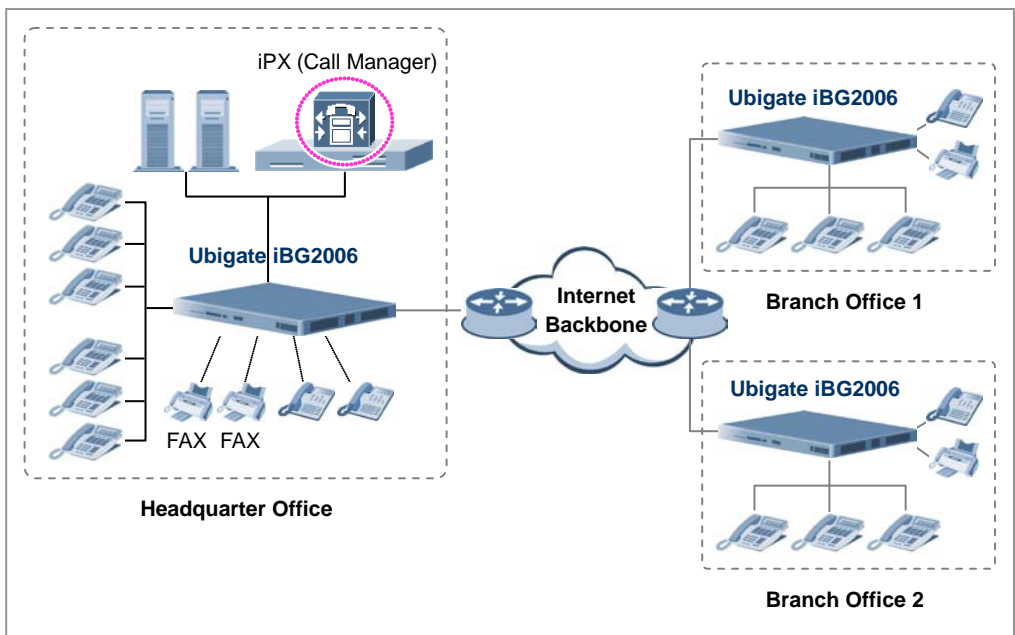 iPX (Call Manager)
Ubigate iBG2006
FAX
FAX
Headquarter Office
Internet
Backbone
Ubigate iBG2006
Branch Office 1
Ubigate iBG2006
Branch Office 2